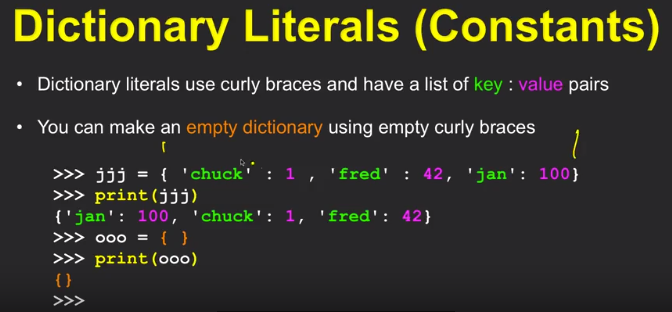 Dictionary Literals (Constants)
• Dictionary literals use curly braces and have a list of key : value pairs
• You can make an empty dictionary using empty curly braces
>>> jjj = { 'chuck' : 1 , 'fred' : 42, 'jan': 100}
>>> print(jjj)
{'jan': 100, 'chuck': 1, 'fred': 42}
>>> ooo = { }
>>> print(ooo)
{}
>>>